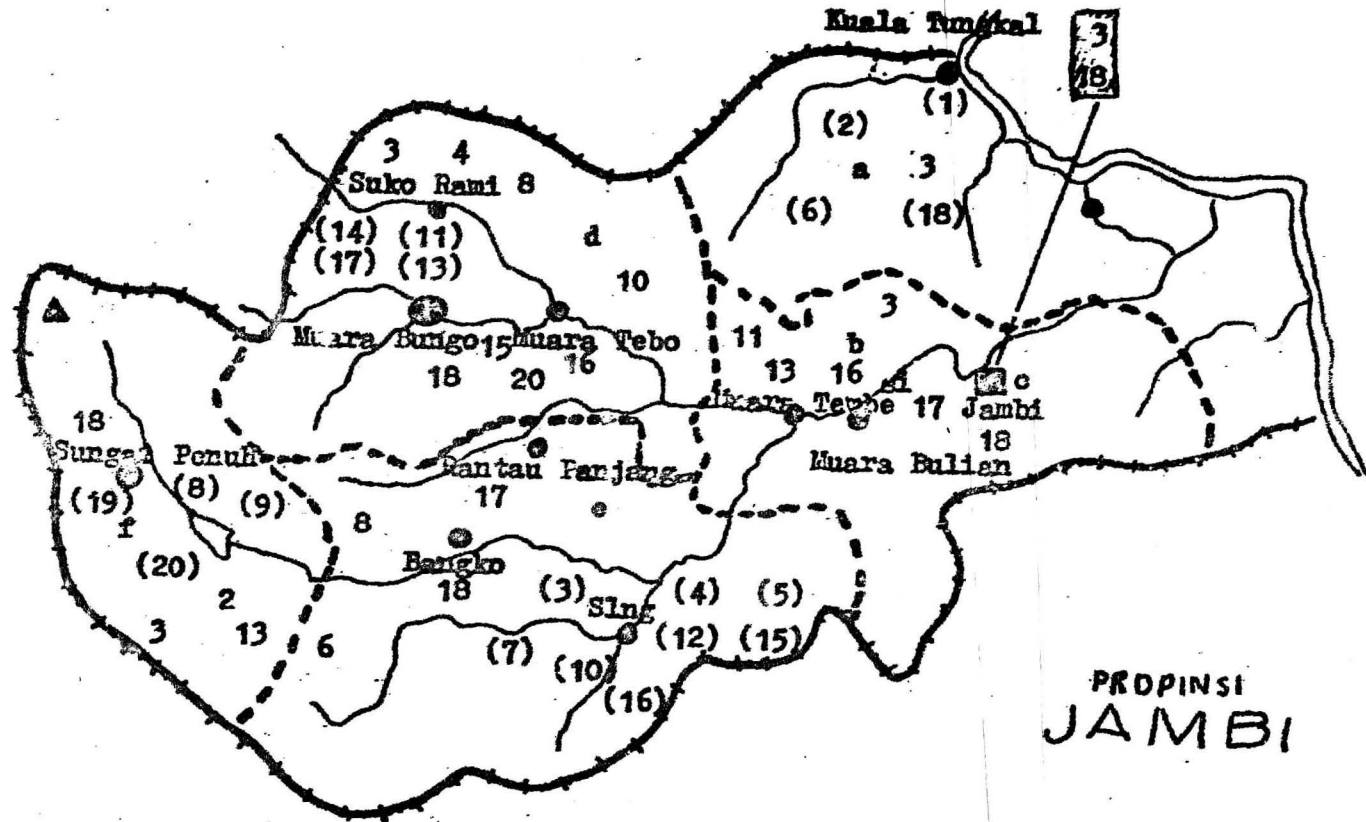 Kuala Tungkal
3
18
(1)
(2)
3 4
a 3
Suko Rami 8
(6) (18)
(14) (11)
d
(17) (13)
10
3
11
b
Muara Bungo 15 Muara Tebo
13 16
18 20 16
17 Jambi c
18
18
Sungai Penuh
Rantau Panjang
Muara Bulian
(19) (8) (9)
17
f
8
(20)
Bangko
18 (3) (4) (5)
2
Slng
3 13 6
(7) (12) (15)
(10)
(16)
PROPINSI
JAMBI